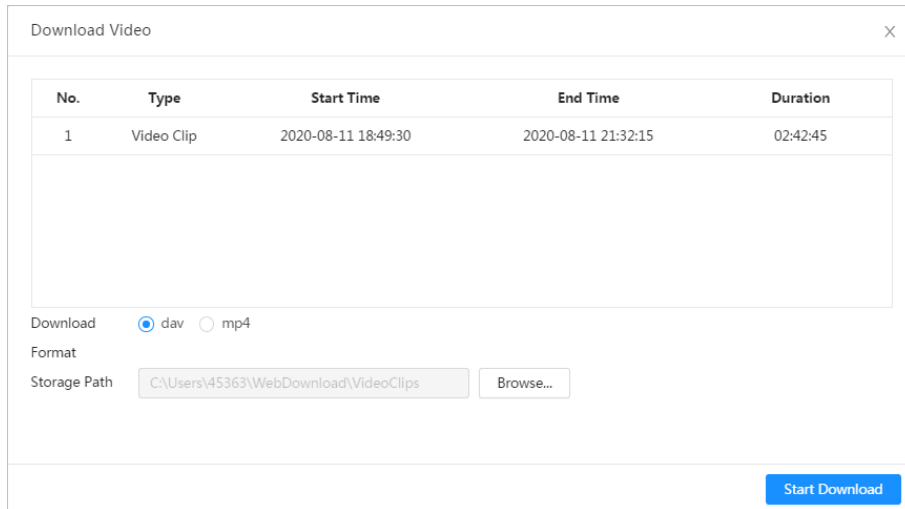 Download Video
No. Type Start Time End Time Duration
1 Video Clip 2020-08-11 18:49:30 2020-08-11 21:32:15 02:42:45
Download dav mp4
Format
Storage Path C:\Users\45363\WebDownload\VideoClips Browse...
Start Download